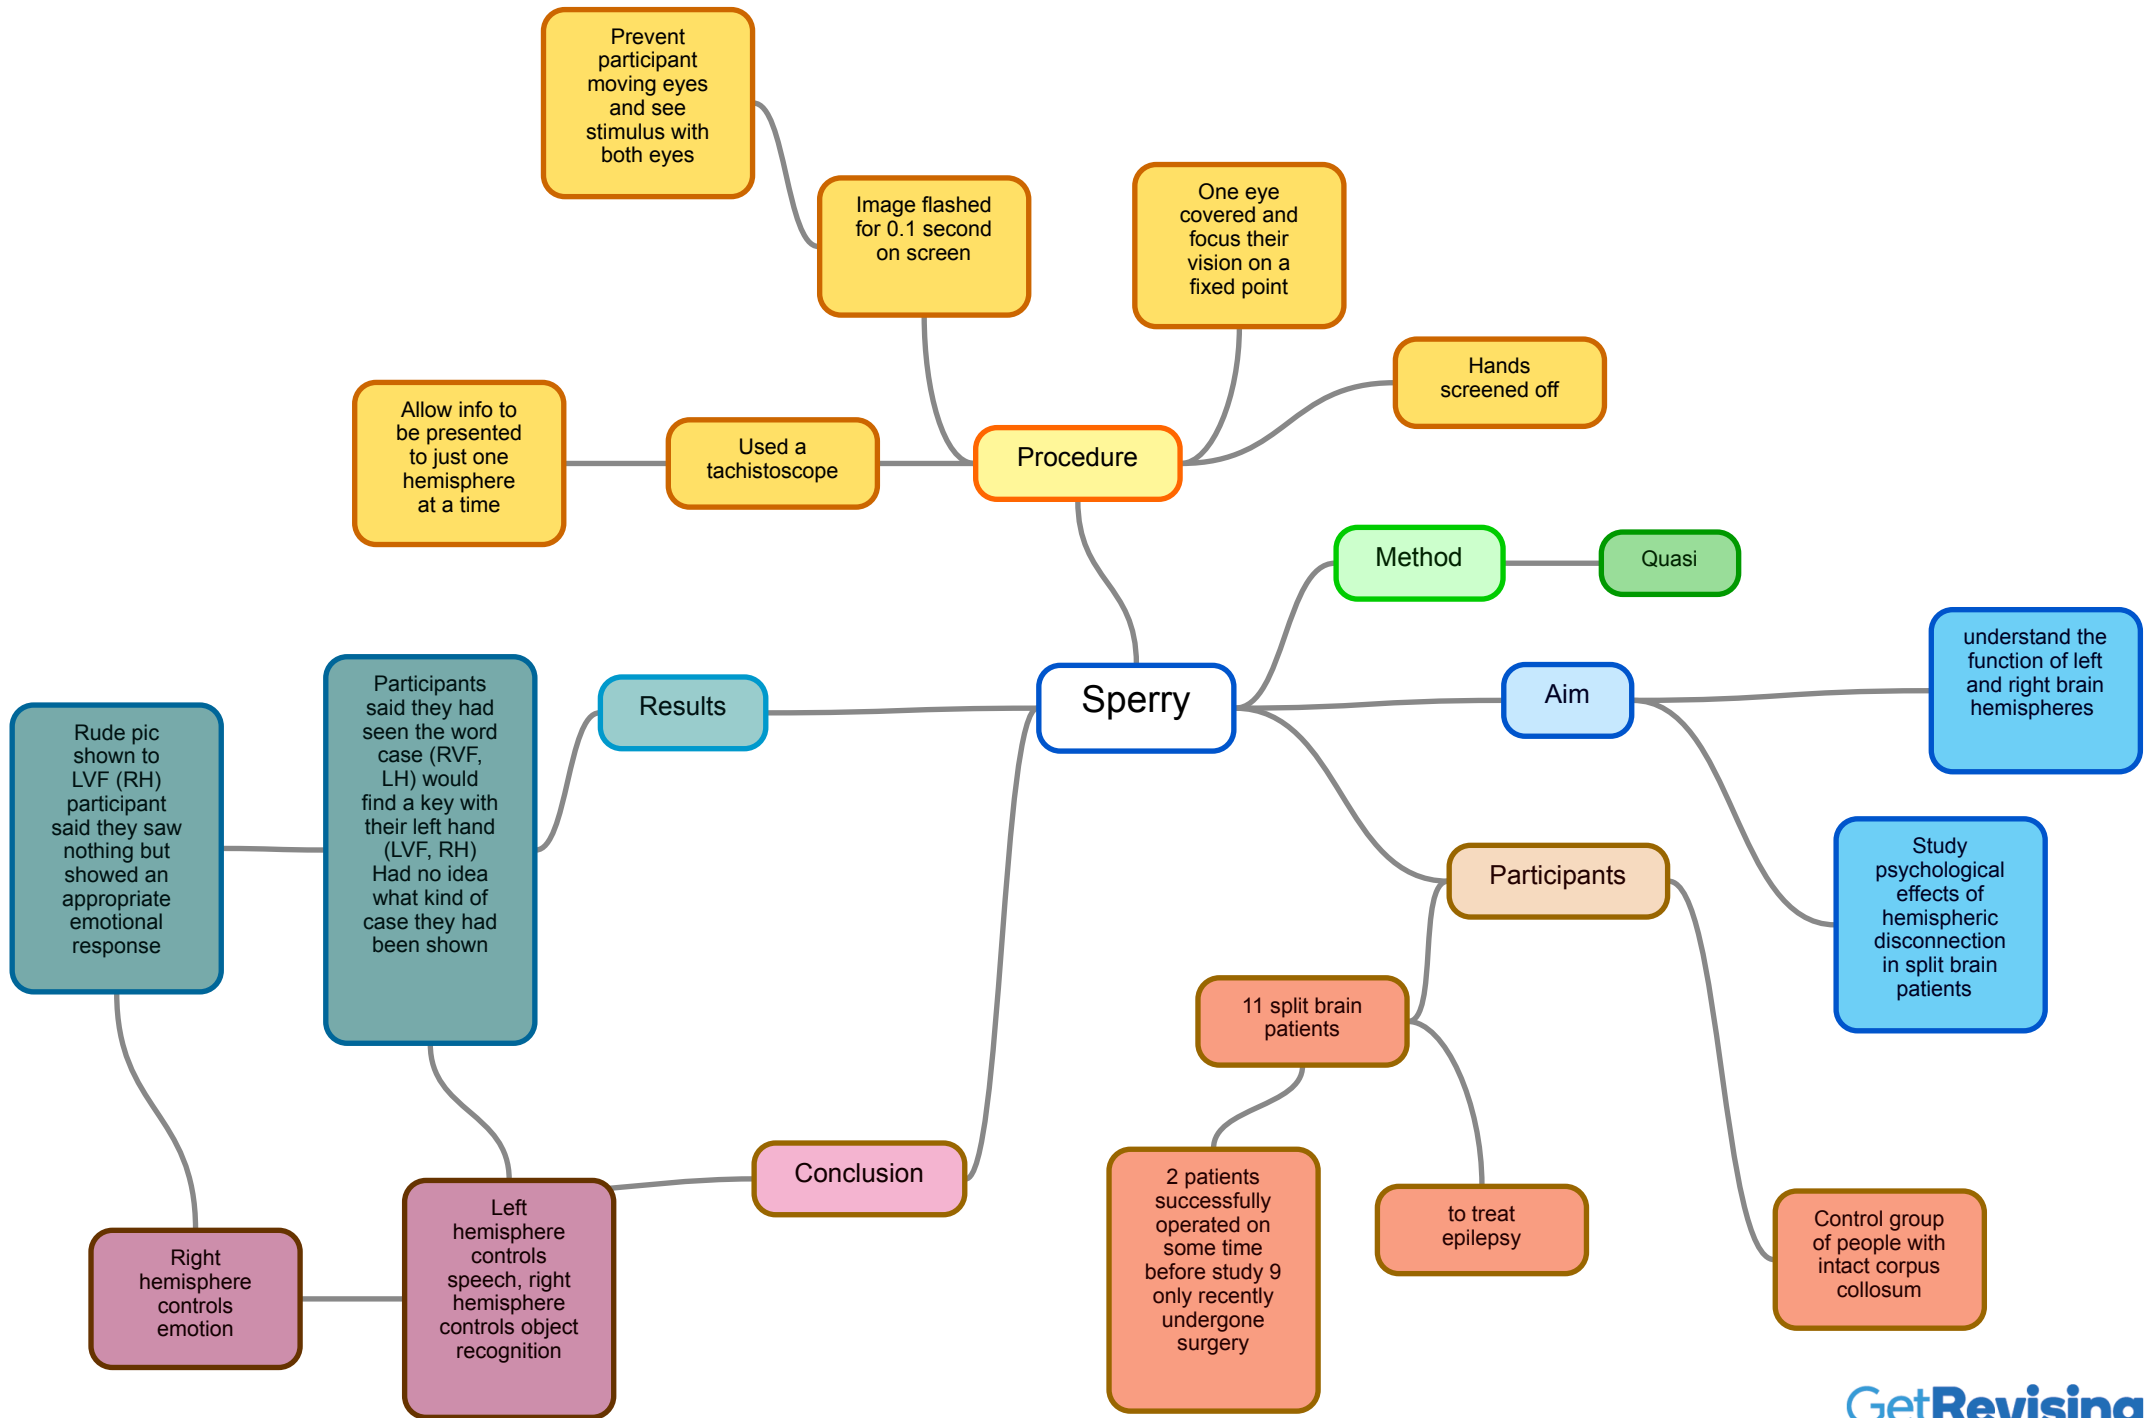 Prevent
participant
moving eyes
and see
stimulus with
both eyes
Image flashed
for 0.1 second
on screen
One eye
covered and
focus their
vision on a
fixed point
Hands
screened off
Allow info to
be presented
to just one
hemisphere
at a time
Used a
tachistoscope
Procedure
Method
Quasi
Sperry
Aim
understand the
function of left
and right brain
hemispheres
Study
psychological
effects of
hemispheric
disconnection
in split brain
patients
Results
Participants
said they had
seen the word
case (RVF,
LH) would
find a key with
their left hand
(LVF, RH)
Had no idea
what kind of
case they had
been shown
Rude pic
shown to
LVF (RH)
participant
said they saw
nothing but
showed an
appropriate
emotional
response
Participants
11 split brain
patients
2 patients
successfully
operated on
some time
before study 9
only recently
undergone
surgery
to treat
epilepsy
Control group
of people with
intact corpus
collosum
Conclusion
Left
hemisphere
controls
speech, right
hemisphere
controls object
recognition
Right
hemisphere
controls
emotion
GetRevising